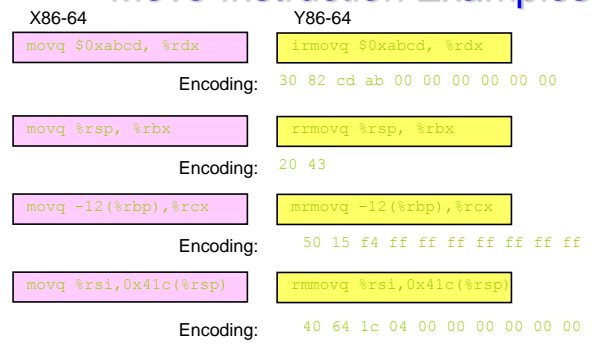 Move Instruction Examples
X86-64 Y86-64
movq $0xabcd, %rdx irmovq $0xabcd, %rdx
Encoding: 30 82 cd ab 00 00 00 00 00 00
movq %rsp, %rbx rrmovq %rsp, %rbx
Encoding: 20 43
movq -12(%rbp),%rcx mrmovq -12(%rbp),%rcx
Encoding: 50 15 f4 ff ff ff ff ff ff ff
movq %rsi,0x41c(%rsp) rmmovq %rsi,0x41c(%rsp)
Encoding: 40 64 1c 04 00 00 00 00 00 00